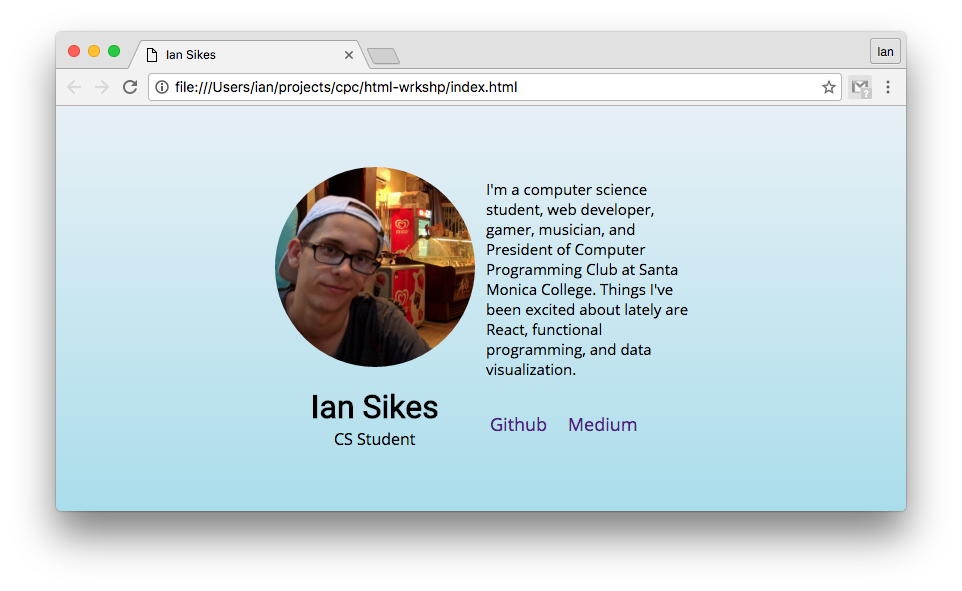 Ian Sikes
Ian
file:///Users/ian/projects/cpc/html-wrkshp/index.html
I'm a computer science
student, web developer,
gamer, musician, and
President of Computer
Programming Club at Santa
Monica College. Things I've
been excited about lately are
React, functional
programming, and data
visualization.
Ian Sikes
CS Student
Github Medium